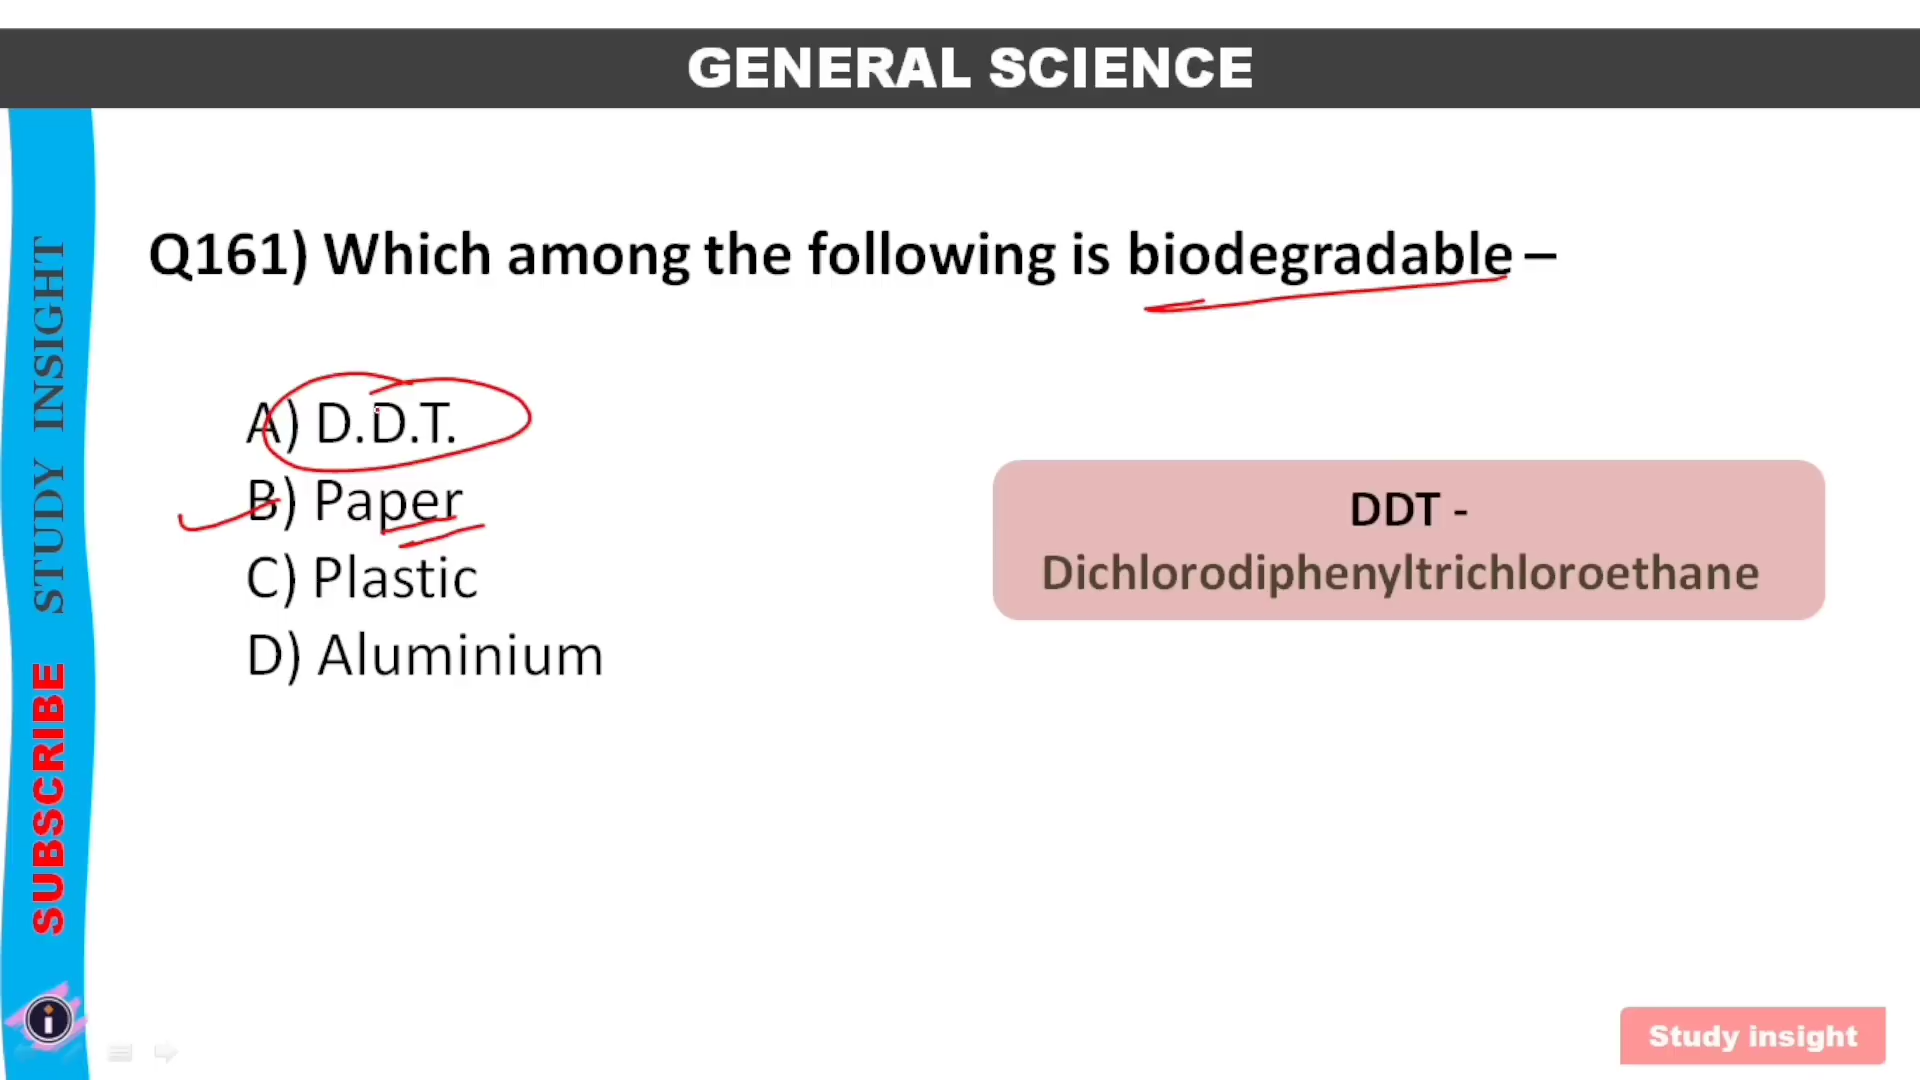 GENERAL SCIENCE
Q161) Which among the following is biodegradable –
A) D.D.T.
B) Paper
C) Plastic
D) Aluminium
DDT -
Dichlorodiphenyltrichloroethane
SUBSCRIBE STUDY INSIGHT
i
Study insight